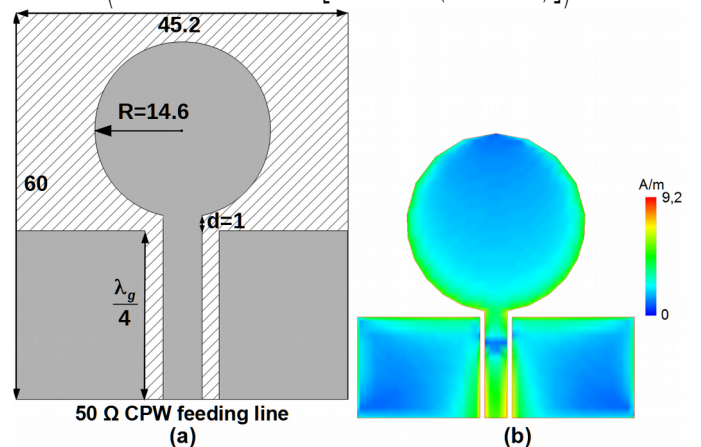 45.2
R=14.6
60
d=1
λg
4
50 Ω CPW feeding line
(a)
A/m
9,2
0
(b)